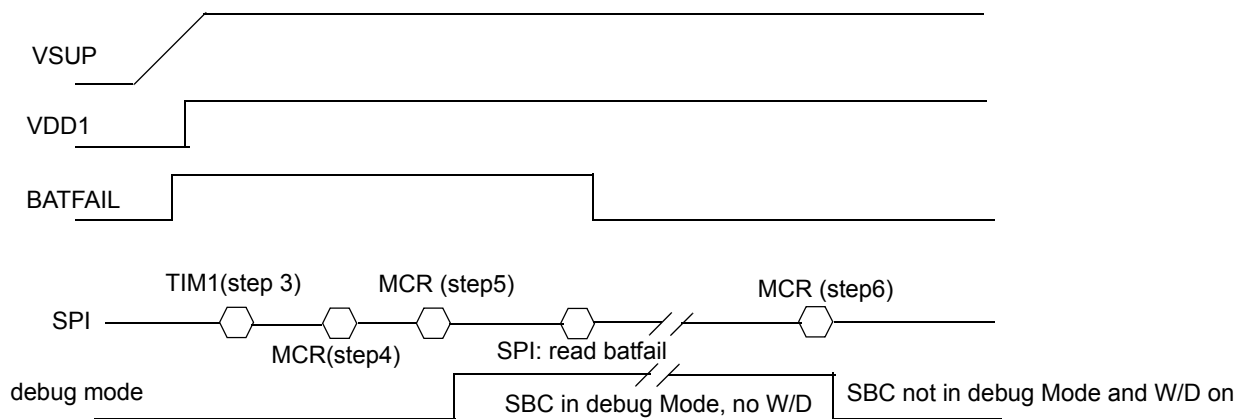 VSUP
VDD1
BATFAIL
TIM1(step 3)
MCR (step5)
MCR (step6)
SPI
MCR(step4)
SPI: read batfail
debug mode
SBC in debug Mode, no W/D
SBC not in debug Mode and W/D on